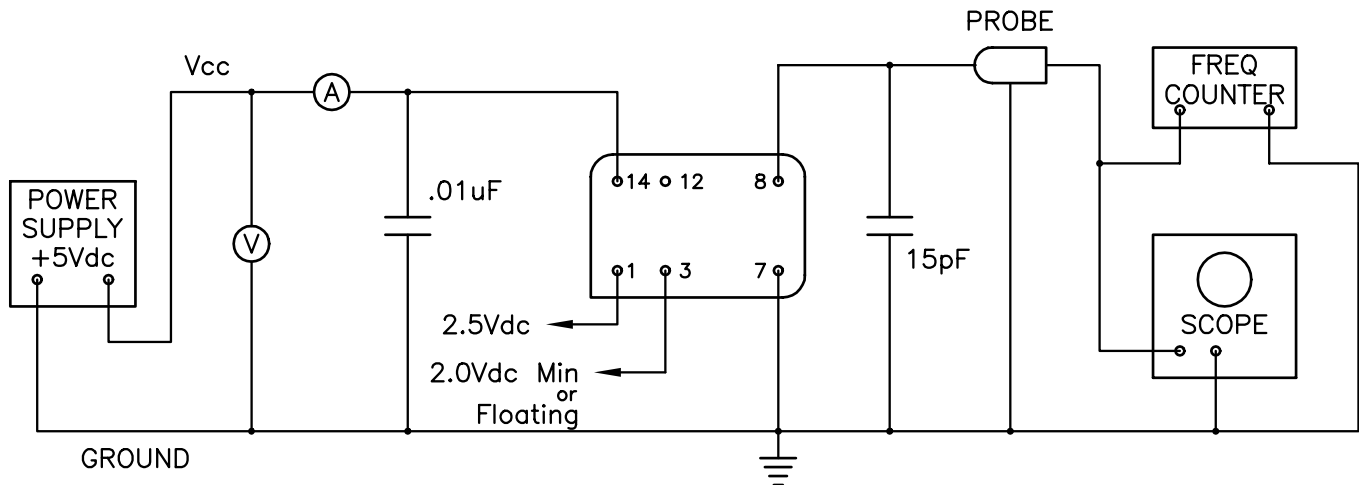 PROBE
Vcc
A
FREQ
COUNTER
POWER
SUPPLY
+5Vdc
V
.01uF
14
12
8
1
3
7
15pF
SCOPE
2.5Vdc
2.0Vdc Min
or
Floating
GROUND